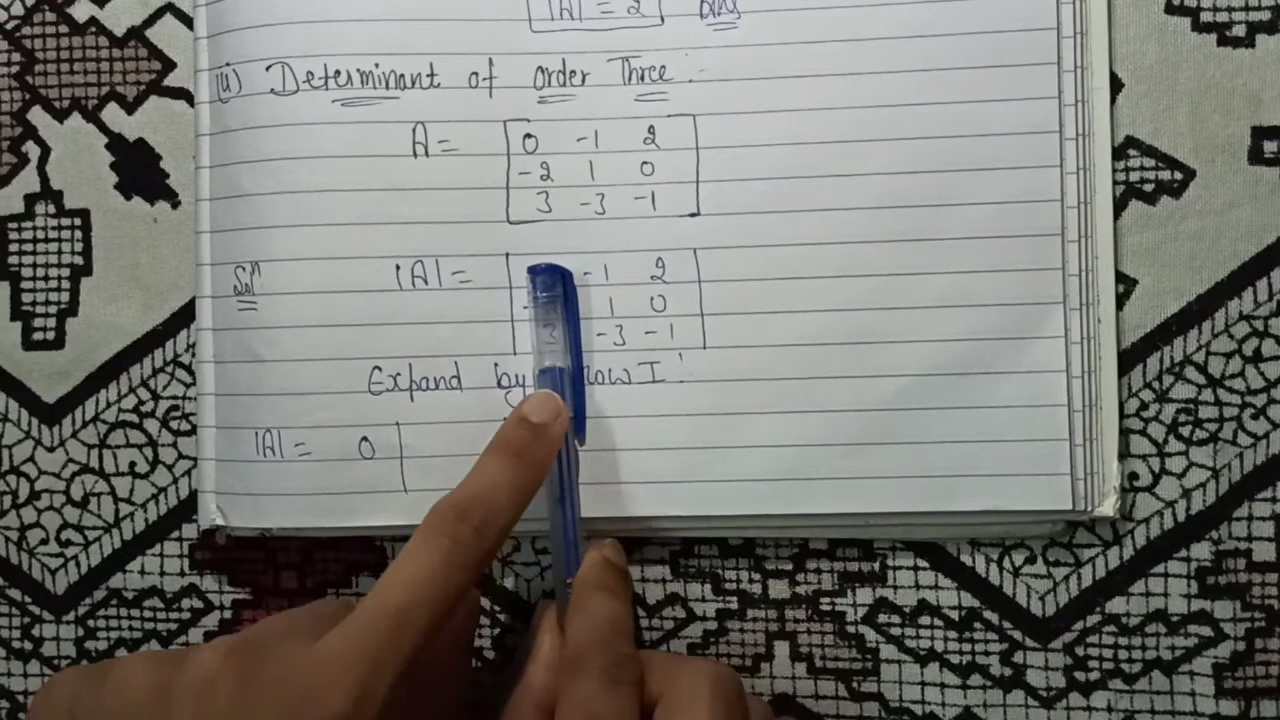 |A| = 2 Ans
(ii) Determinant of order Three :-
A = 0 -1 2
-2 1 0
3 -3 -1
Solⁿ |A| = -1 2
- 1 0
3 -3 -1
Expand by row I :
|A| = 0